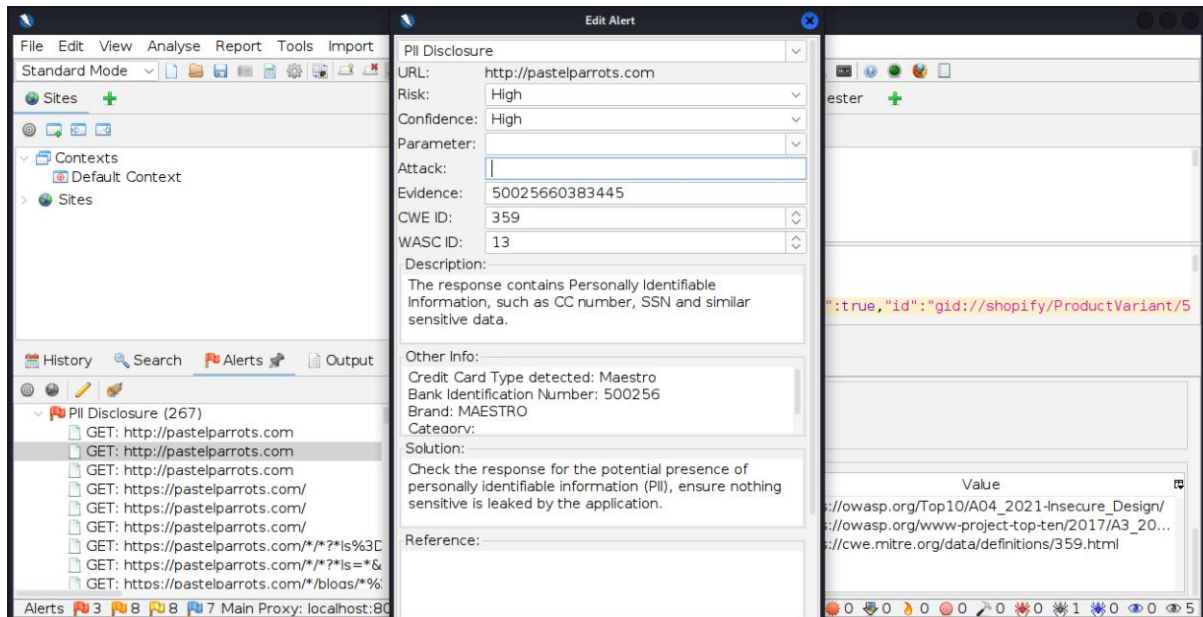 Edit Alert
File Edit View Analyse Report Tools Import
Standard Mode
Sites
Contexts
Default Context
Sites
History Search Alerts Output
PII Disclosure (267)
GET: http://pastelparrots.com
GET: http://pastelparrots.com
GET: http://pastelparrots.com
GET: https://pastelparrots.com/
GET: https://pastelparrots.com/
GET: https://pastelparrots.com/
GET: https://pastelparrots.com/*/*?*ls%3D
GET: https://pastelparrots.com/*/*?*ls=*&
GET: https://pastelparrots.com/*/blogs/*%
Alerts 3 8 8 7 Main Proxy: localhost:80
PII Disclosure
URL: http://pastelparrots.com
Risk: High
Confidence: High
Parameter:
Attack:
Evidence: 50025660383445
CWE ID: 359
WASC ID: 13
Description:
The response contains Personally Identifiable
Information, such as CC number, SSN and similar
sensitive data.
Other Info:
Credit Card Type detected: Maestro
Bank Identification Number: 500256
Brand: MAESTRO
Category:
Solution:
Check the response for the potential presence of
personally identifiable information (PII), ensure nothing
sensitive is leaked by the application.
Reference:
ester
":true,"id":"gid://shopify/ProductVariant/5
Value
s://owasp.org/Top10/A04_2021-Insecure_Design/
s://owasp.org/www-project-top-ten/2017/A3_20...
s://cwe.mitre.org/data/definitions/359.html
0 0 0 0 0 0 1 0 0 5